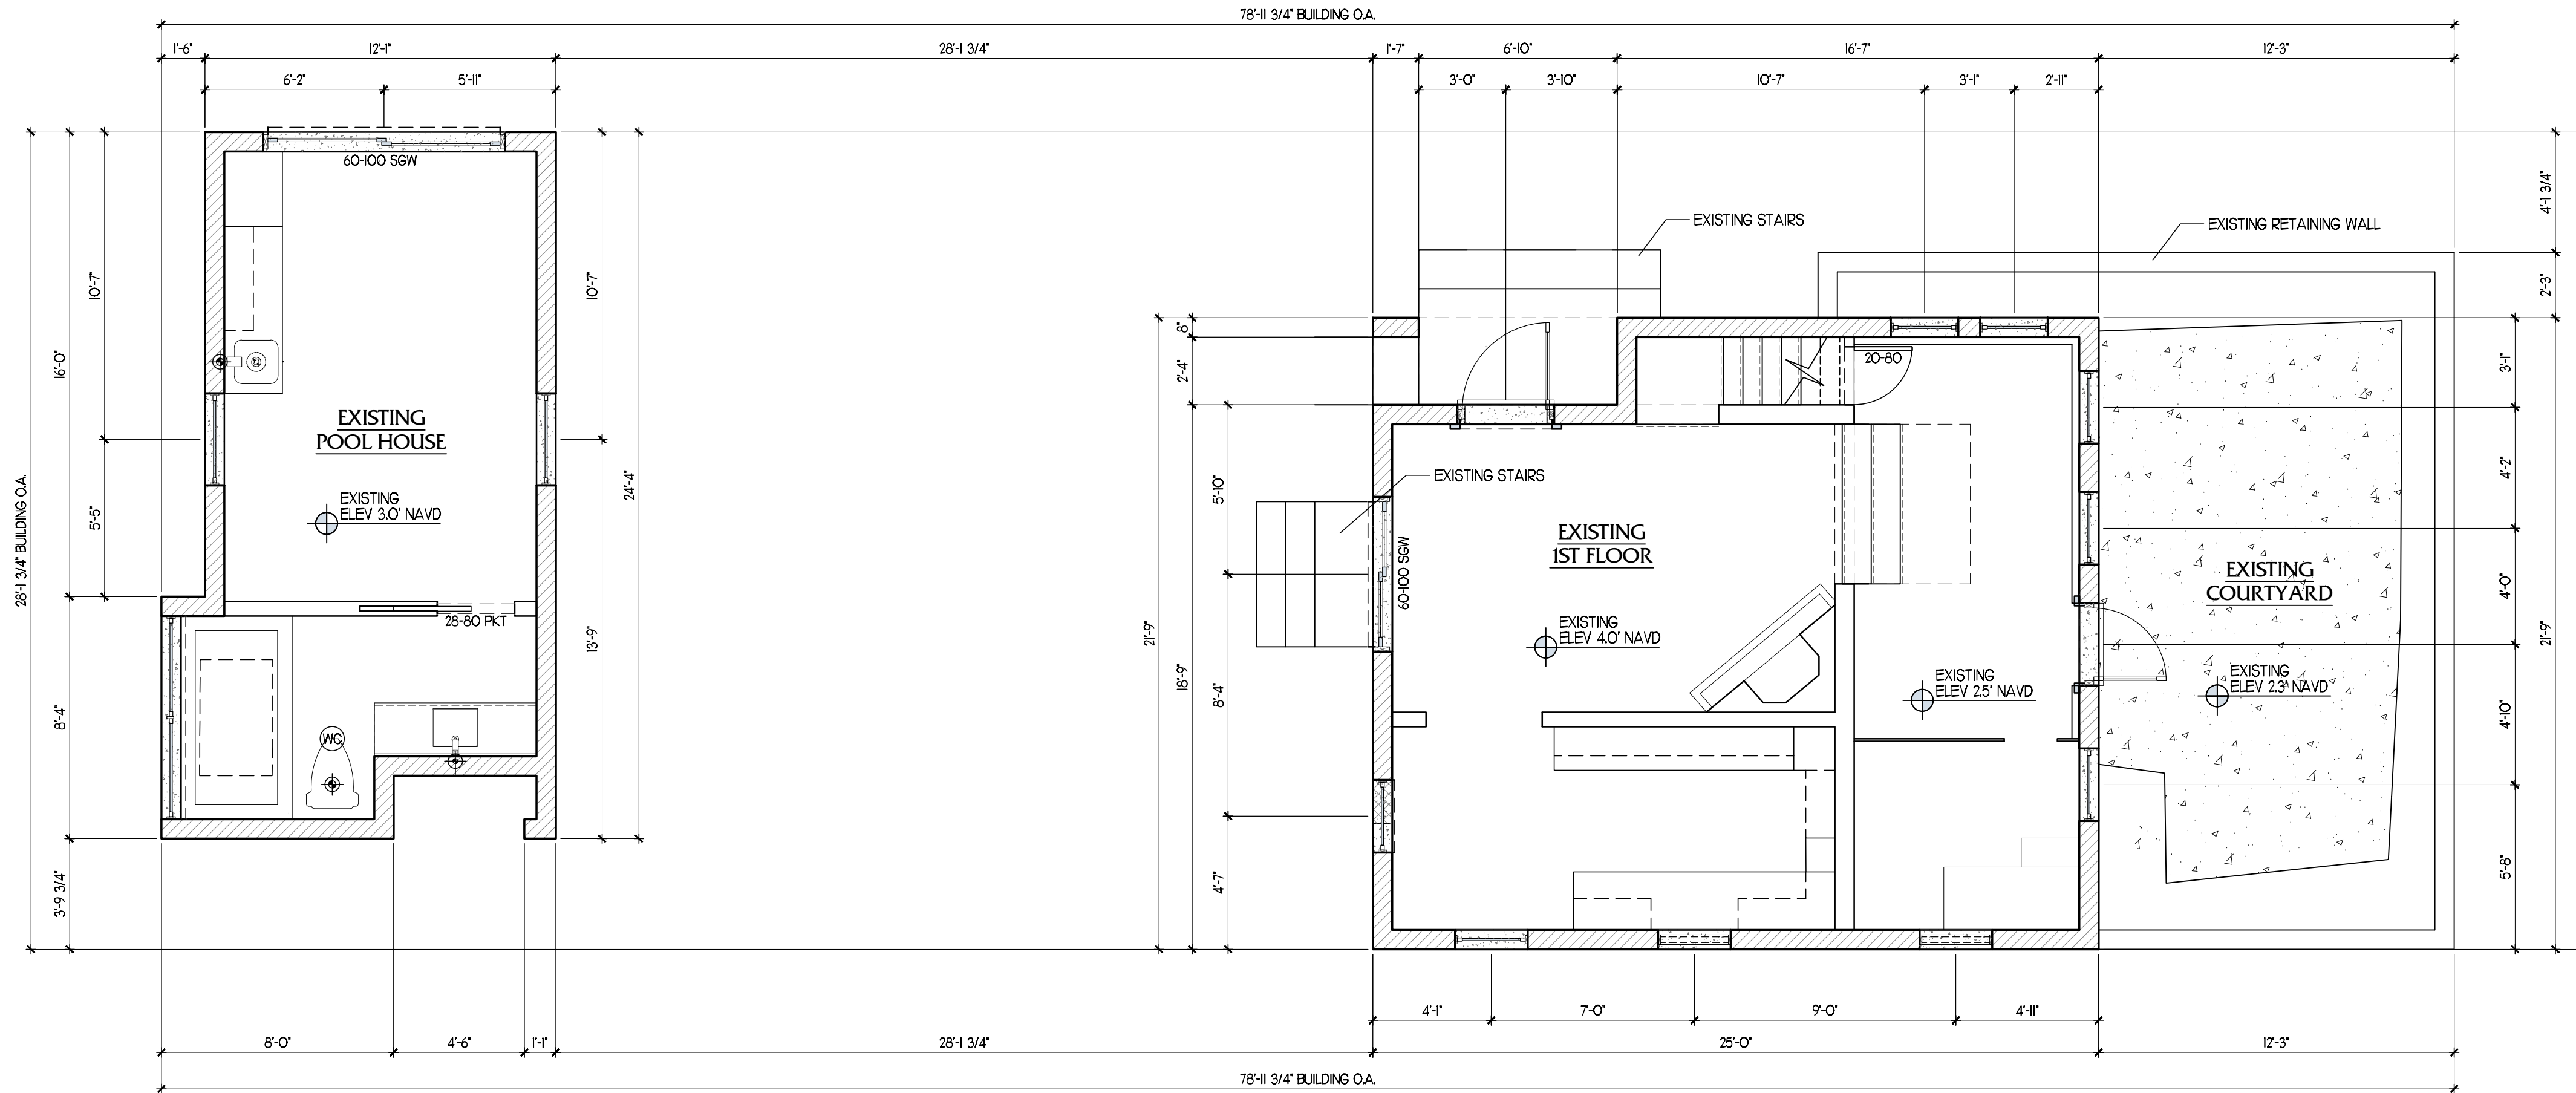 78'-11 3/4" BUILDING O.A.
1'-6"
12'-1"
28'-1 3/4"
1'-7"
6'-10"
16'-7"
12'-3"
6'-2"
5'-11"
3'-0"
3'-10"
10'-7"
3'-1"
2'-11"
60-100 SGW
EXISTING
POOL HOUSE
EXISTING
ELEV 3.0' NAVD
28-80 PKT
WC
28'-1 3/4" BUILDING O.A.
16'-0"
8'-4"
3'-9 3/4"
10'-7"
5'-5"
10'-7"
13'-9"
24'-4"
EXISTING STAIRS
EXISTING RETAINING WALL
EXISTING STAIRS
60-100 SGW
20-80
EXISTING
1ST FLOOR
EXISTING
ELEV 4.0' NAVD
EXISTING
ELEV 2.5' NAVD
EXISTING
COURTYARD
EXISTING
ELEV 2.3' NAVD
21'-9"
8"
2'-4"
18'-9"
5'-10"
8'-4"
4'-7"
4'-1 3/4"
2'-3"
21'-9"
3'-1"
4'-2"
4'-0"
4'-10"
5'-8"
4'-1"
7'-0"
9'-0"
4'-11"
8'-0"
4'-6"
1'-1"
28'-1 3/4"
25'-0"
12'-3"
78'-11 3/4" BUILDING O.A.